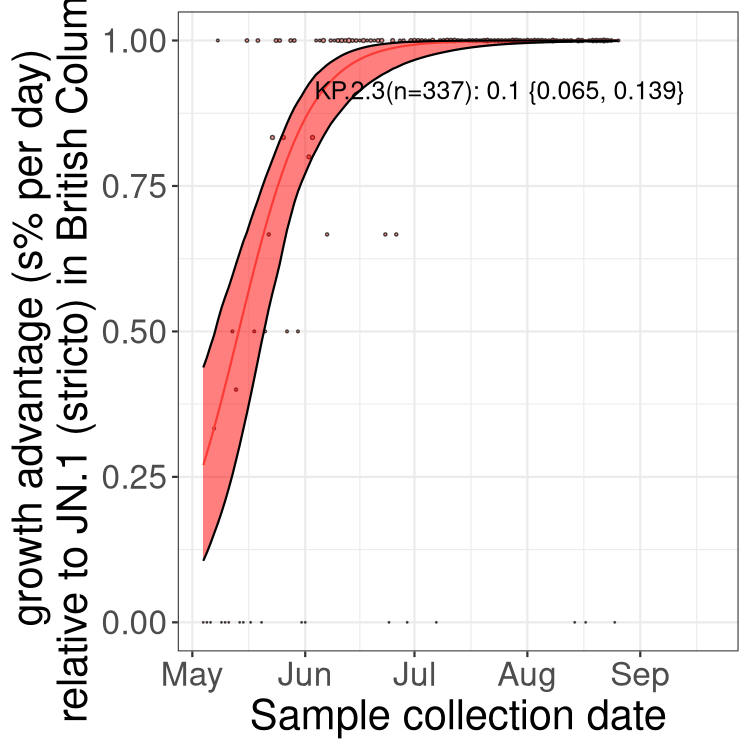 growth advantage (s% per day)
relative to JN.1 (stricto) in British Colum
1.00
0.75
0.50
0.25
0.00
KP.2.3(n=337): 0.1 {0.065, 0.139}
May Jun Jul Aug Sep
Sample collection date